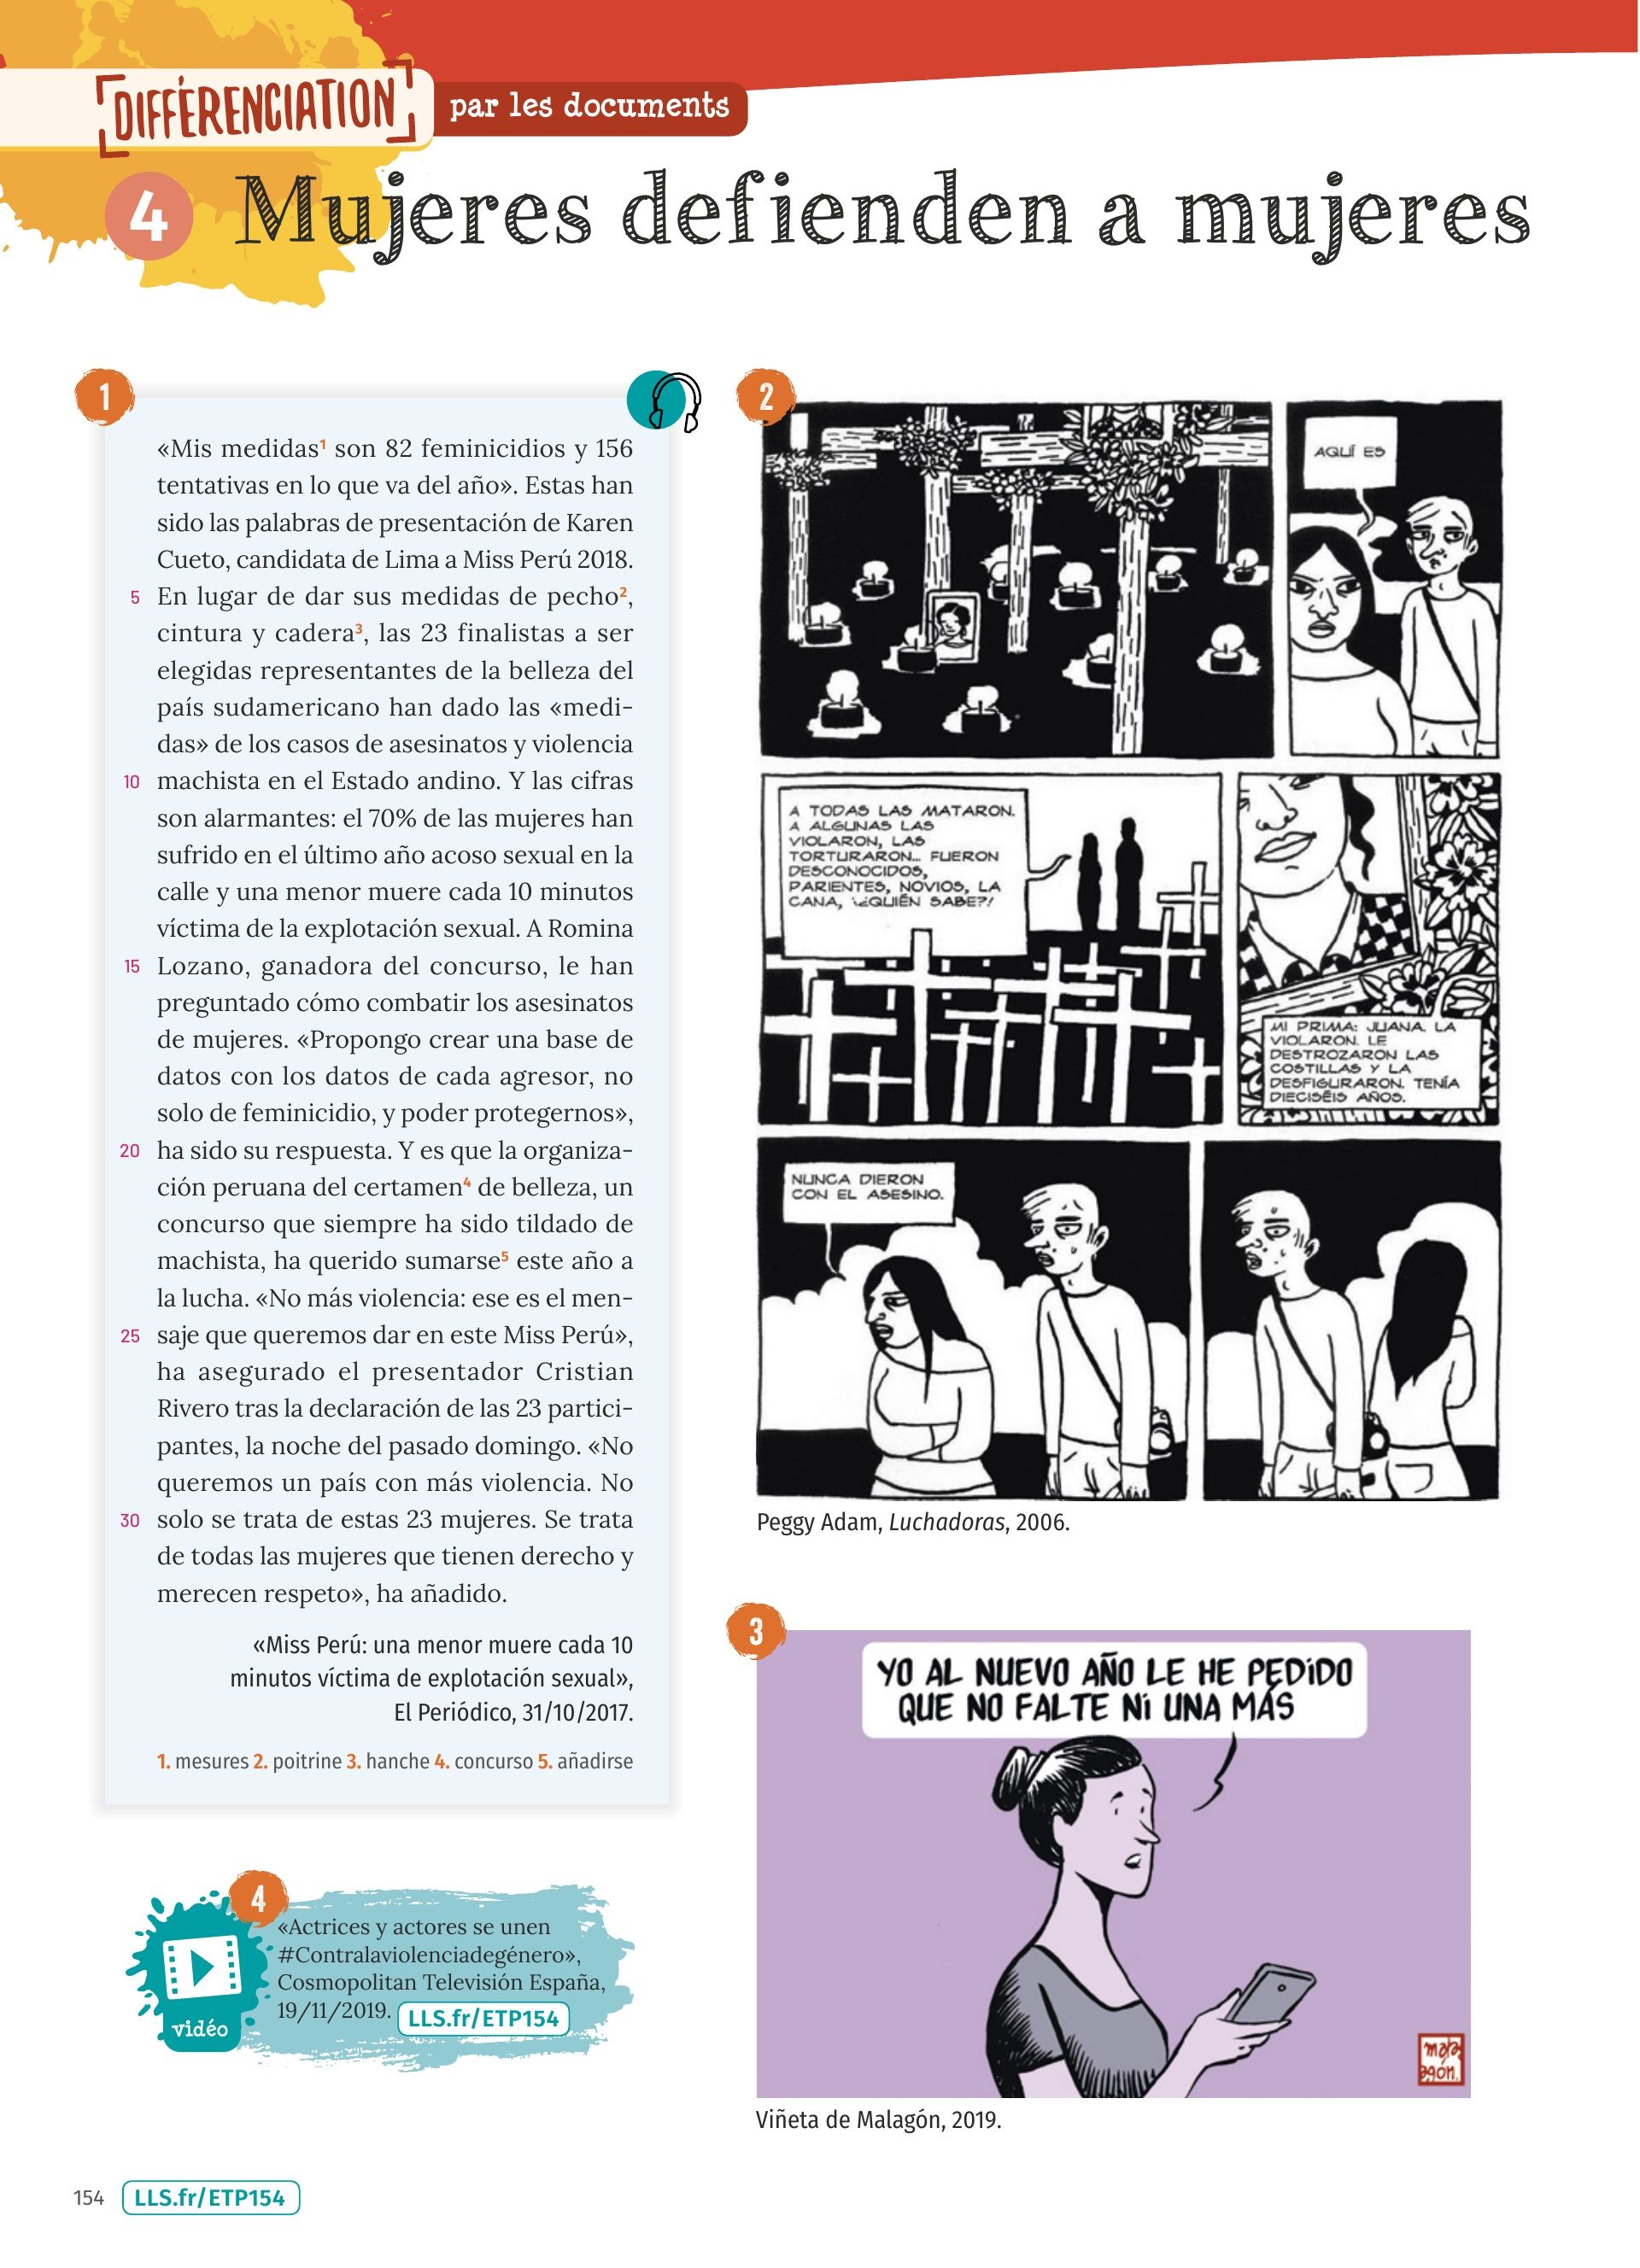 DIFFÉRENCIATION
par les documents
4
Mujeres defienden a mujeres
1
«Mis medidas¹ son 82 feminicidios y 156
tentativas en lo que va del año». Estas han
sido las palabras de presentación de Karen
Cueto, candidata de Lima a Miss Perú 2018.
5 En lugar de dar sus medidas de pecho²,
cintura y cadera³, las 23 finalistas a ser
elegidas representantes de la belleza del
país sudamericano han dado las «medi-
das» de los casos de asesinatos y violencia
10 machista en el Estado andino. Y las cifras
son alarmantes: el 70% de las mujeres han
sufrido en el último año acoso sexual en la
calle y una menor muere cada 10 minutos
víctima de la explotación sexual. A Romina
15 Lozano, ganadora del concurso, le han
preguntado cómo combatir los asesinatos
de mujeres. «Propongo crear una base de
datos con los datos de cada agresor, no
solo de feminicidio, y poder protegernos»,
20 ha sido su respuesta. Y es que la organiza-
ción peruana del certamen⁴ de belleza, un
concurso que siempre ha sido tildado de
machista, ha querido sumarse⁵ este año a
la lucha. «No más violencia: ese es el men-
25 saje que queremos dar en este Miss Perú»,
ha asegurado el presentador Cristian
Rivero tras la declaración de las 23 partici-
pantes, la noche del pasado domingo. «No
queremos un país con más violencia. No
30 solo se trata de estas 23 mujeres. Se trata
de todas las mujeres que tienen derecho y
merecen respeto», ha añadido.
«Miss Perú: una menor muere cada 10
minutos víctima de explotación sexual»,
El Periódico, 31/10/2017.
1. mesures 2. poitrine 3. hanche 4. concurso 5. añadirse
2
AQUÍ ES
A TODAS LAS MATARON.
A ALGUNAS LAS
VIOLARON, LAS
TORTURARON... FUERON
DESCONOCIDOS,
PARIENTES, NOVIOS, LA
CANA, ¡¿QUIÉN SABE?!
MI PRIMA: JUANA. LA
VIOLARON. LE
DESTROZARON LAS
COSTILLAS Y LA
DESFIGURARON. TENÍA
DIECISÉIS AÑOS.
NUNCA DIERON
CON EL ASESINO.
Peggy Adam, Luchadoras, 2006.
3
YO AL NUEVO AÑO LE HE PEDIDO
QUE NO FALTE NI UNA MÁS
malagón.
Viñeta de Malagón, 2019.
4
vidéo
«Actrices y actores se unen
#Contralaviolenciadegénero»,
Cosmopolitan Televisión España,
19/11/2019. LLS.fr/ETP154
154 LLS.fr/ETP154